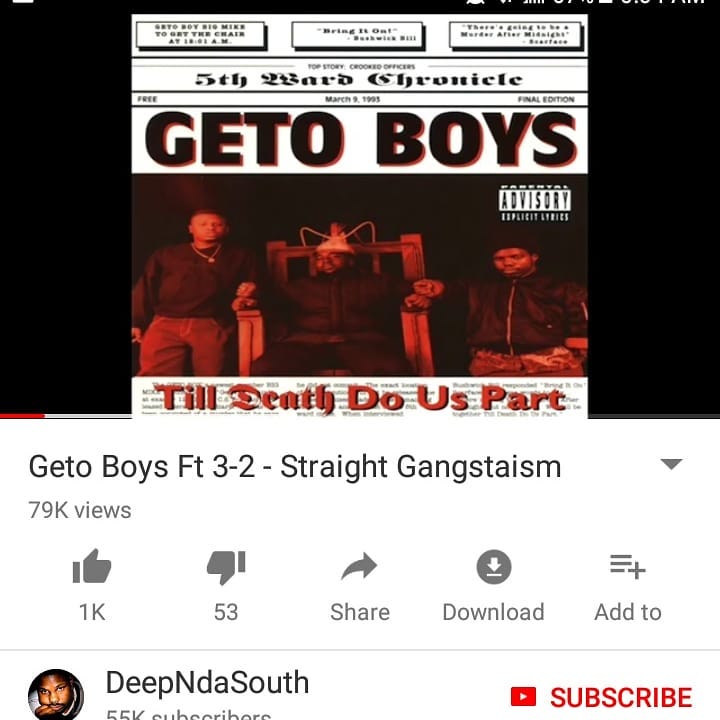 GETO BOY BIG MIKE
TO GET THE CHAIR
AT 12:01 A.M.
"Bring It On!"
- Bushwick Bill
"There's going to be a
Murder After Midnight"
- Scarface
TOP STORY: CROOKED OFFICERS
5th Ward Chronicle
FREE
March 9, 1993
FINAL EDITION
GETO BOYS
PARENTAL
ADVISORY
EXPLICIT LYRICS
Till Death Do Us Part
Geto Boys Ft 3-2 - Straight Gangstaism
79K views
1K
53
Share
Download
Add to
DeepNdaSouth
SUBSCRIBE
55K subscribers